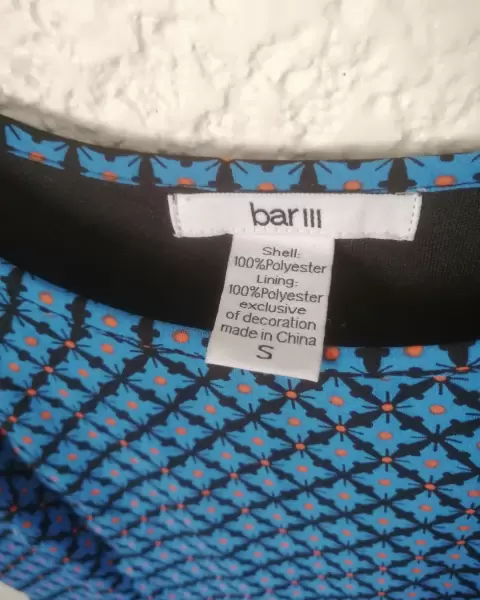 bar III
Shell:
100%Polyester
Lining:
100%Polyester
exclusive
of decoration
made in China
S